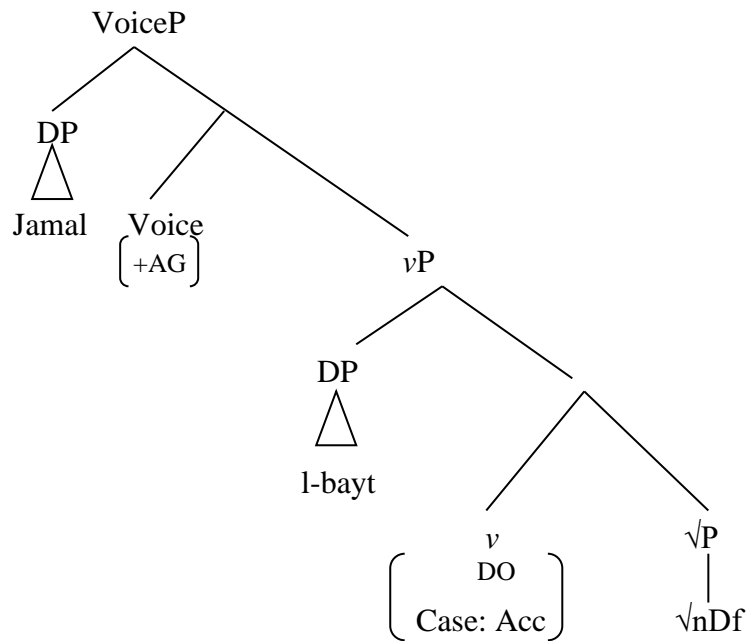 VoiceP
DP
Jamal Voice
+AG
vP
DP
l-bayt
v √P
DO
Case: Acc √nDf